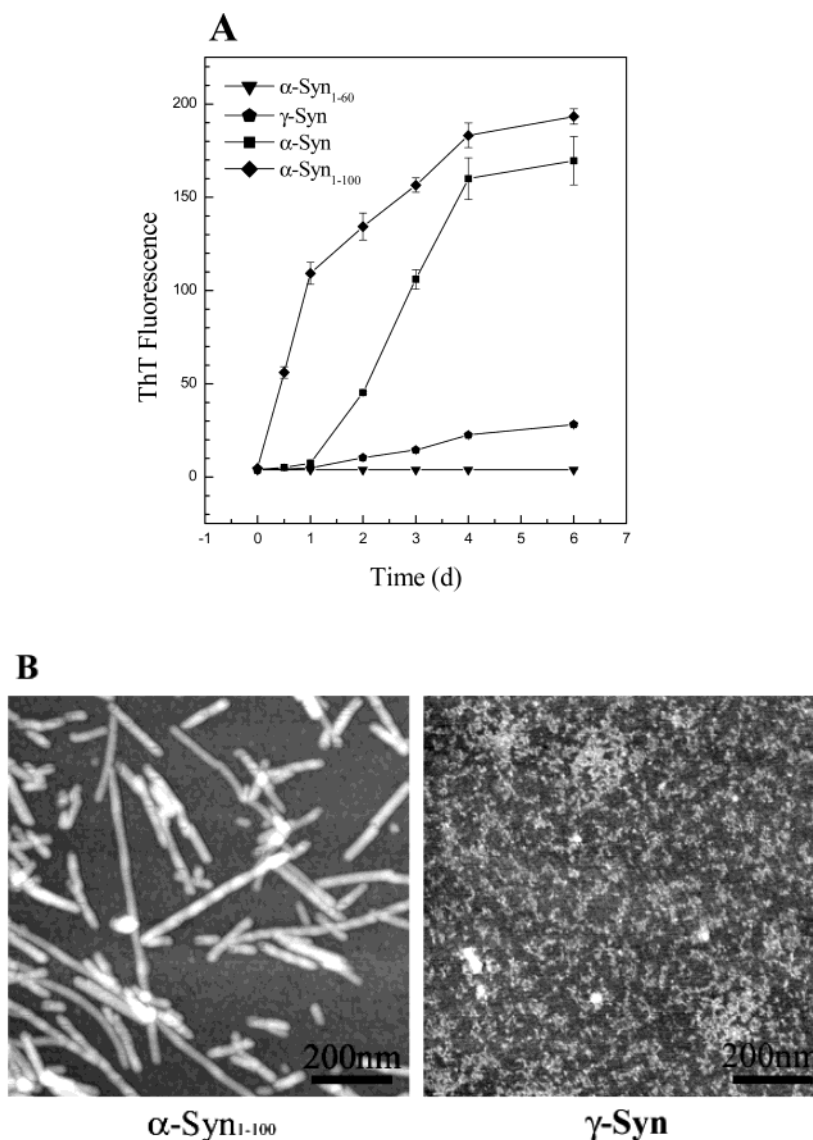 A
α-Syn1-60
γ-Syn
α-Syn
α-Syn1-100
200
150
100
50
0
-1 0 1 2 3 4 5 6 7
ThT Fluorescence
Time (d)
B
200nm 200nm
α-Syn1-100 γ-Syn